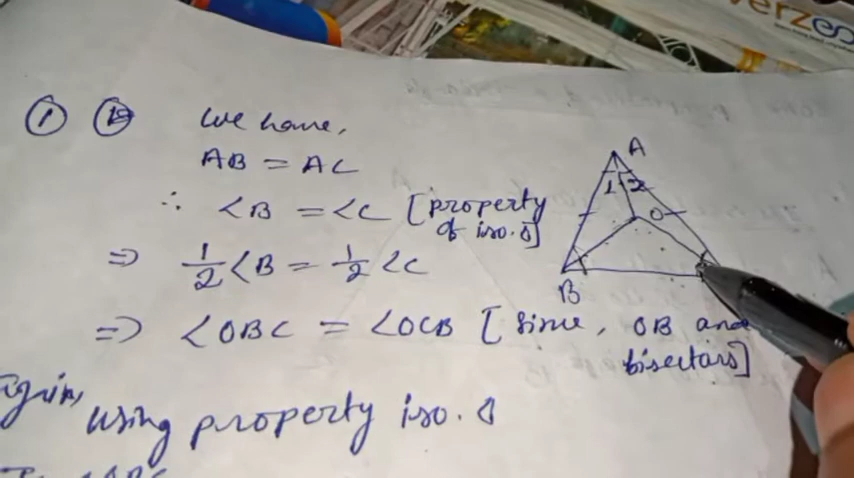 ① ⓑ We have,
AB = AC
∴ <B = <C [property of iso. Δ]
⇒ 1/2 <B = 1/2 <C
⇒ <OBC = <OCB [since, OB and bisectors]
Again, using property iso. Δ
A
1 2
O
B